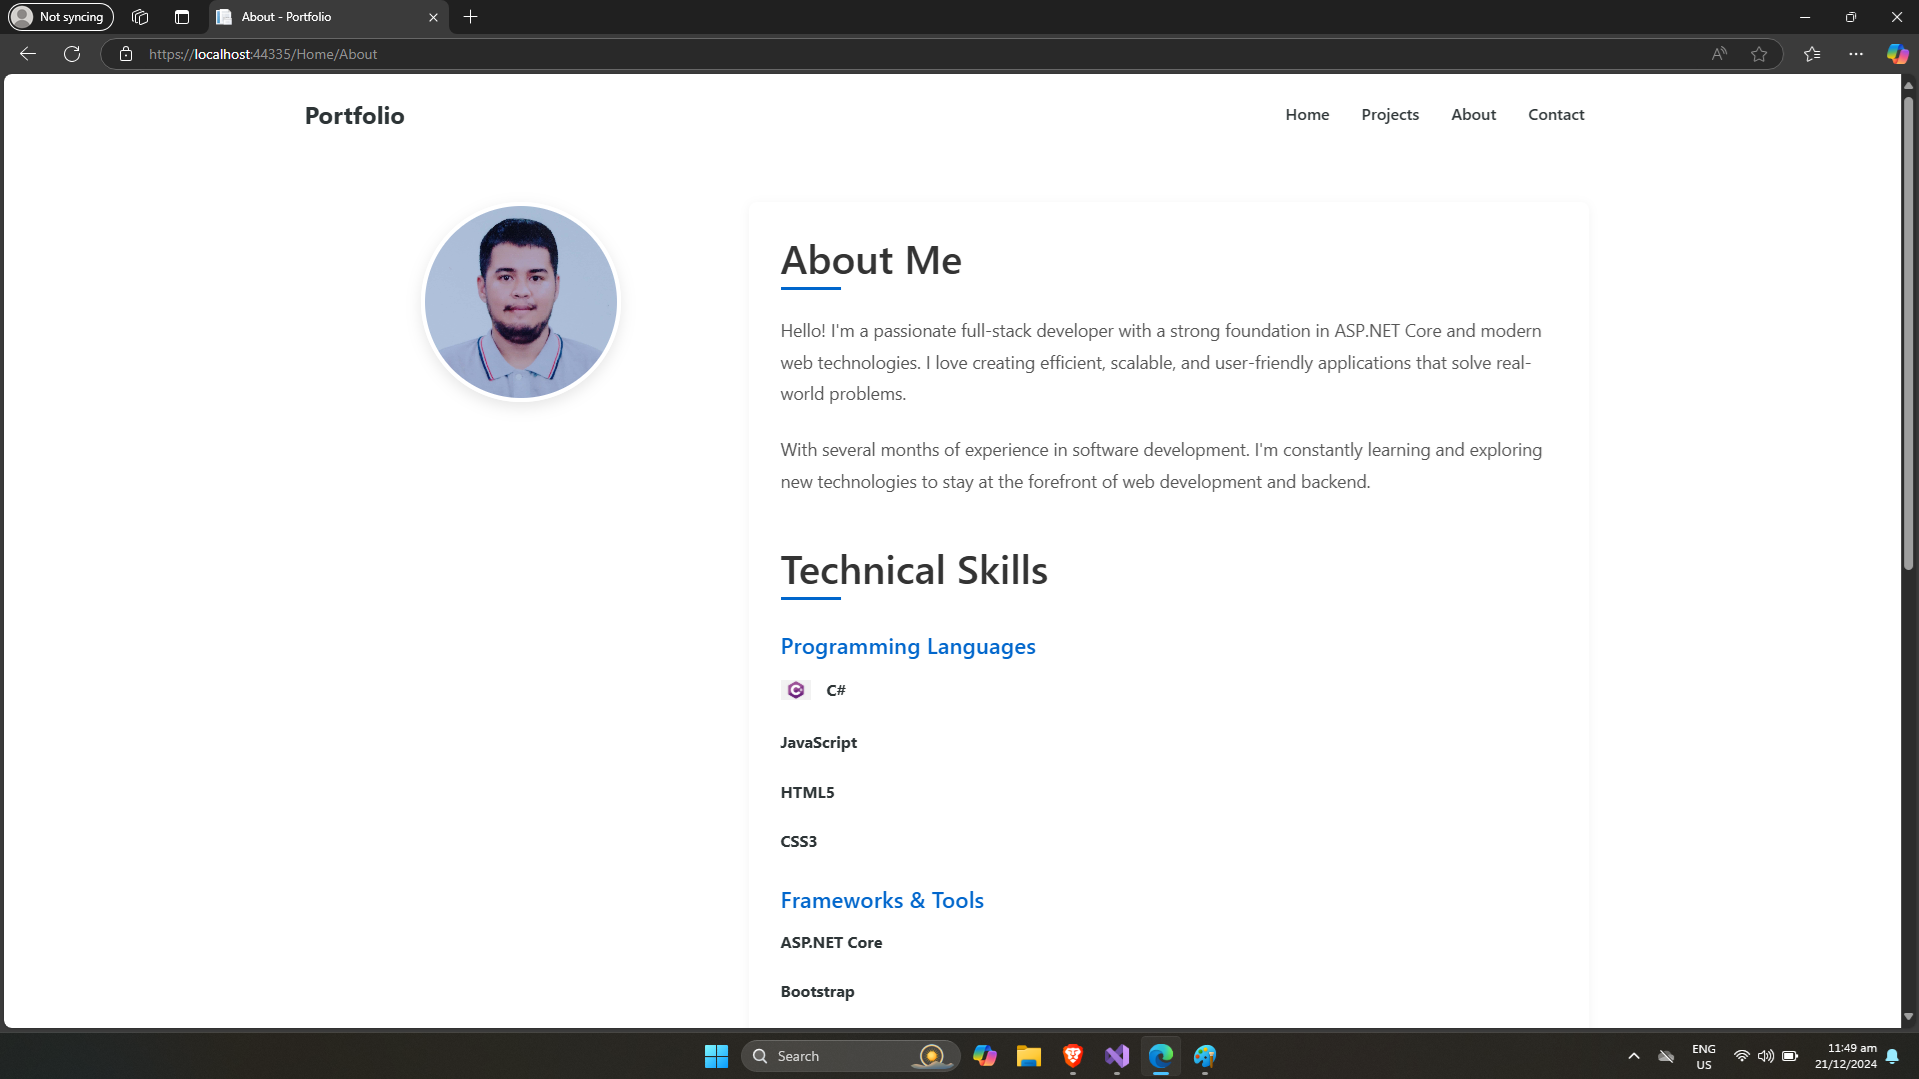 Not syncing
About - Portfolio
https://localhost:44335/Home/About
Portfolio
Home
Projects
About
Contact
About Me
Hello! I'm a passionate full-stack developer with a strong foundation in ASP.NET Core and modern
web technologies. I love creating efficient, scalable, and user-friendly applications that solve real-
world problems.
With several months of experience in software development. I'm constantly learning and exploring
new technologies to stay at the forefront of web development and backend.
Technical Skills
Programming Languages
C#
JavaScript
HTML5
CSS3
Frameworks & Tools
ASP.NET Core
Bootstrap
Search
ENG
US
11:49 am
21/12/2024